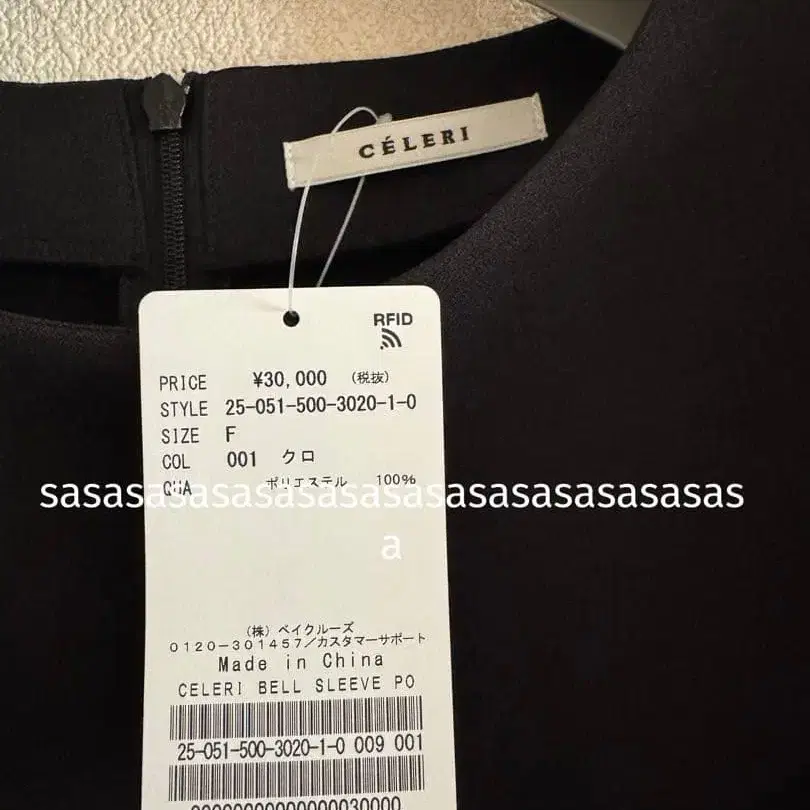 CÉLERI
RFID
PRICE ¥30,000 (税抜)
STYLE 25-051-500-3020-1-0
SIZE F
COL 001 クロ
QUA ポリエステル 100%
sasasasasasasasasasasasasasasasasas
a
(株)ベイクルーズ
0120-301457/カスタマーサポート
Made in China
CELERI BELL SLEEVE PO
25-051-500-3020-1-0 009 001